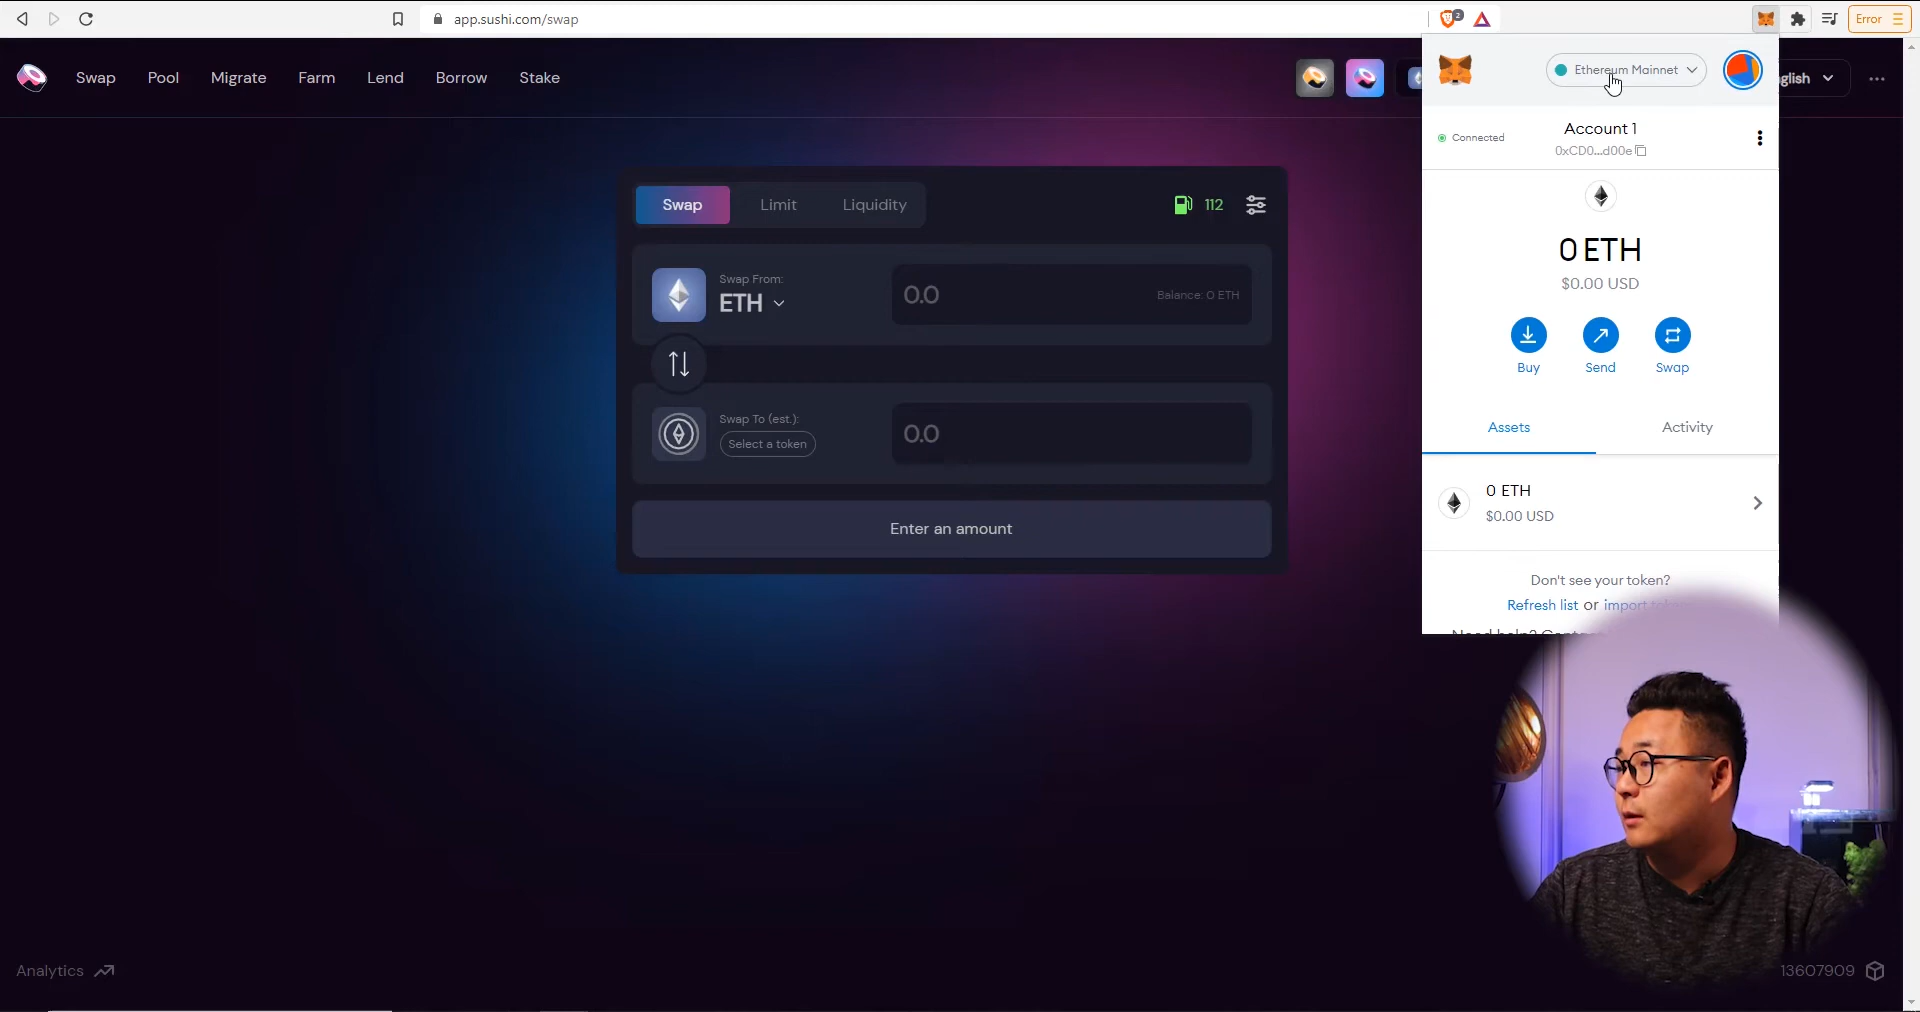 app.sushi.com/swap
2
Error
Swap
Pool
Migrate
Farm
Lend
Borrow
Stake
glish
Ethereum Mainnet
Connected
Account 1
0xCD0...d00e
0 ETH
$0.00 USD
Buy
Send
Swap
Assets
Activity
0 ETH
$0.00 USD
Don't see your token?
Refresh list or import
Swap
Limit
Liquidity
112
Swap From:
ETH
0.0
Balance: 0 ETH
Swap To (est.):
Select a token
0.0
Enter an amount
Analytics
13607909